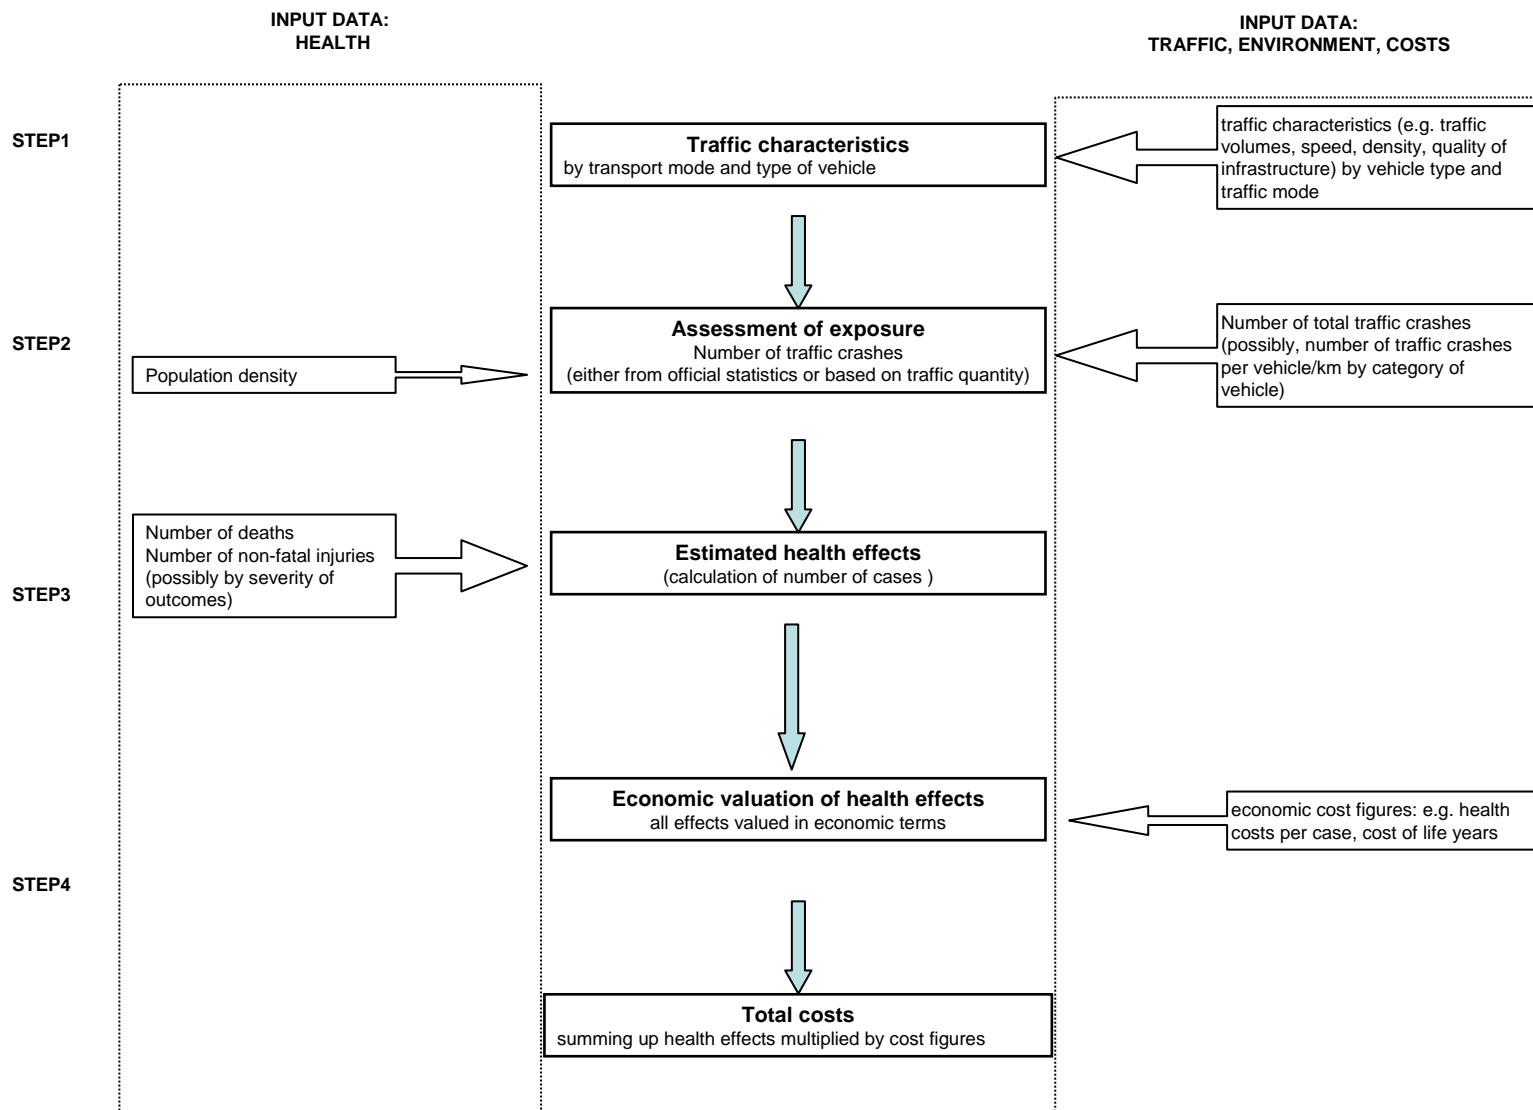 INPUT DATA:
HEALTH
INPUT DATA:
TRAFFIC, ENVIRONMENT, COSTS
STEP1
Traffic characteristics
by transport mode and type of vehicle
traffic characteristics (e.g. traffic
volumes, speed, density, quality of
infrastructure) by vehicle type and
traffic mode
STEP2
Population density
Assessment of exposure
Number of traffic crashes
(either from official statistics or based on traffic quantity)
Number of total traffic crashes
(possibly, number of traffic crashes
per vehicle/km by category of
vehicle)
STEP3
Number of deaths
Number of non-fatal injuries
(possibly by severity of
outcomes)
Estimated health effects
(calculation of number of cases )
Economic valuation of health effects
all effects valued in economic terms
economic cost figures: e.g. health
costs per case, cost of life years
STEP4
Total costs
summing up health effects multiplied by cost figures